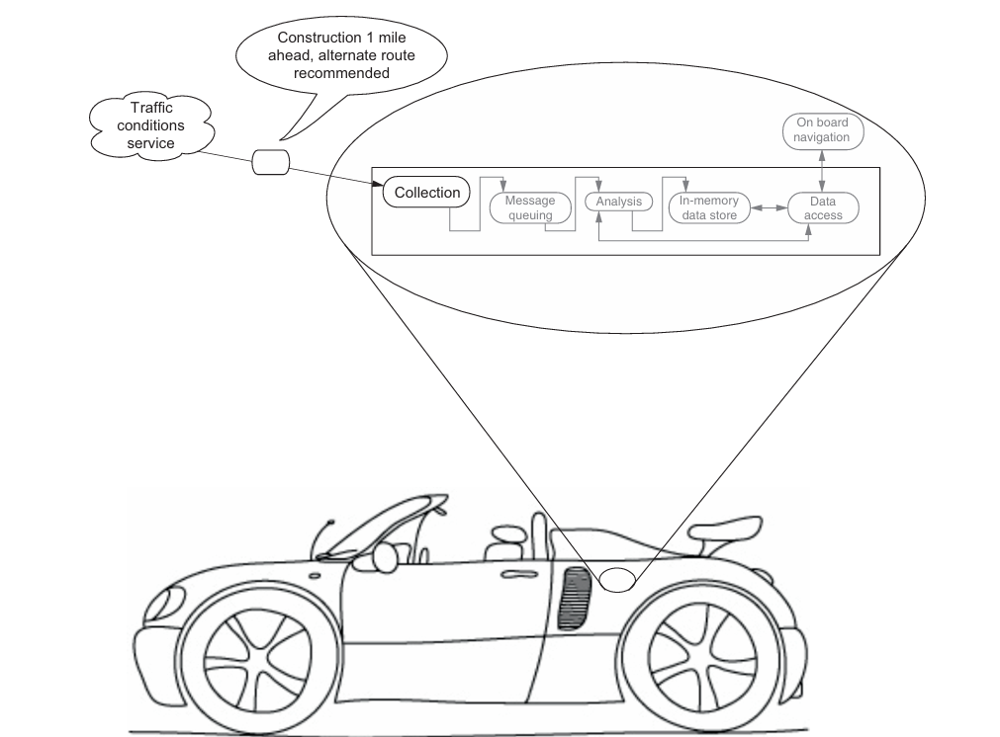 Construction 1 mile
ahead, alternate route
recommended
Traffic
conditions
service
On board
navigation
Collection
Message
queuing
Analysis
In-memory
data store
Data
access